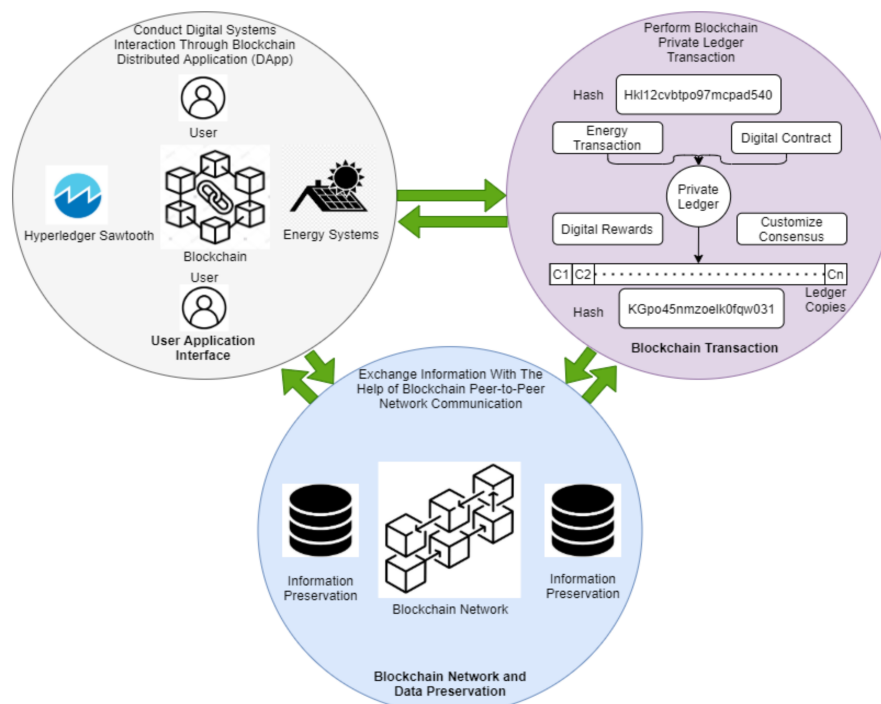 Conduct Digital Systems
Interaction Through Blockchain
Distributed Application (DApp)
User
Hyperledger Sawtooth
Blockchain
Energy Systems
User
User Application
Interface
Perform Blockchain
Private Ledger
Transaction
Hash
Hkl12cvbtpo97mcpad540
Energy
Transaction
Digital Contract
Private
Ledger
Digital Rewards
Customize
Consensus
C1
C2
Cn
Ledger
Copies
Hash
KGpo45nmzoelk0fqw031
Blockchain Transaction
Exchange Information With The
Help of Blockchain Peer-to-Peer
Network Communication
Information
Preservation
Blockchain Network
Information
Preservation
Blockchain Network and
Data Preservation